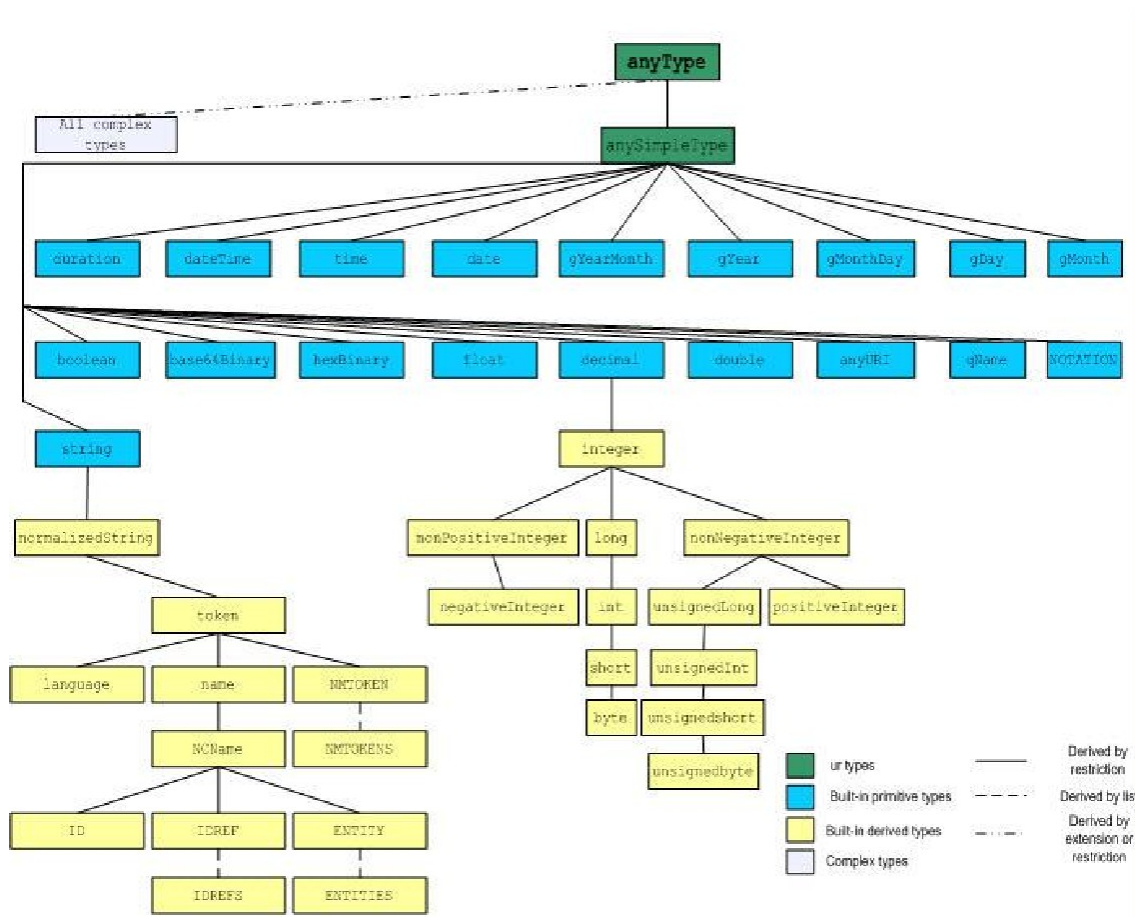 anyType
All complex
types
anySimpleType
duration
dateTime
time
date
gYearMonth
gYear
gMonthDay
gDay
gMonth
boolean
base64Binary
hexBinary
float
decimal
double
anyURI
qName
NOTATION
string
integer
normalizedString
nonPositiveInteger
long
nonNegativeInteger
negativeInteger
int
unsignedLong
positiveInteger
token
short
unsignedInt
language
name
NMTOKEN
byte
unsignedshort
NCName
NMTOKENS
unsignedbyte
ID
IDREF
ENTITY
IDREFS
ENTITIES
ur types
Built-in primitive types
Built-in derived types
Complex types
Derived by
restriction
Derived by lis
Derived by
extension or
restriction